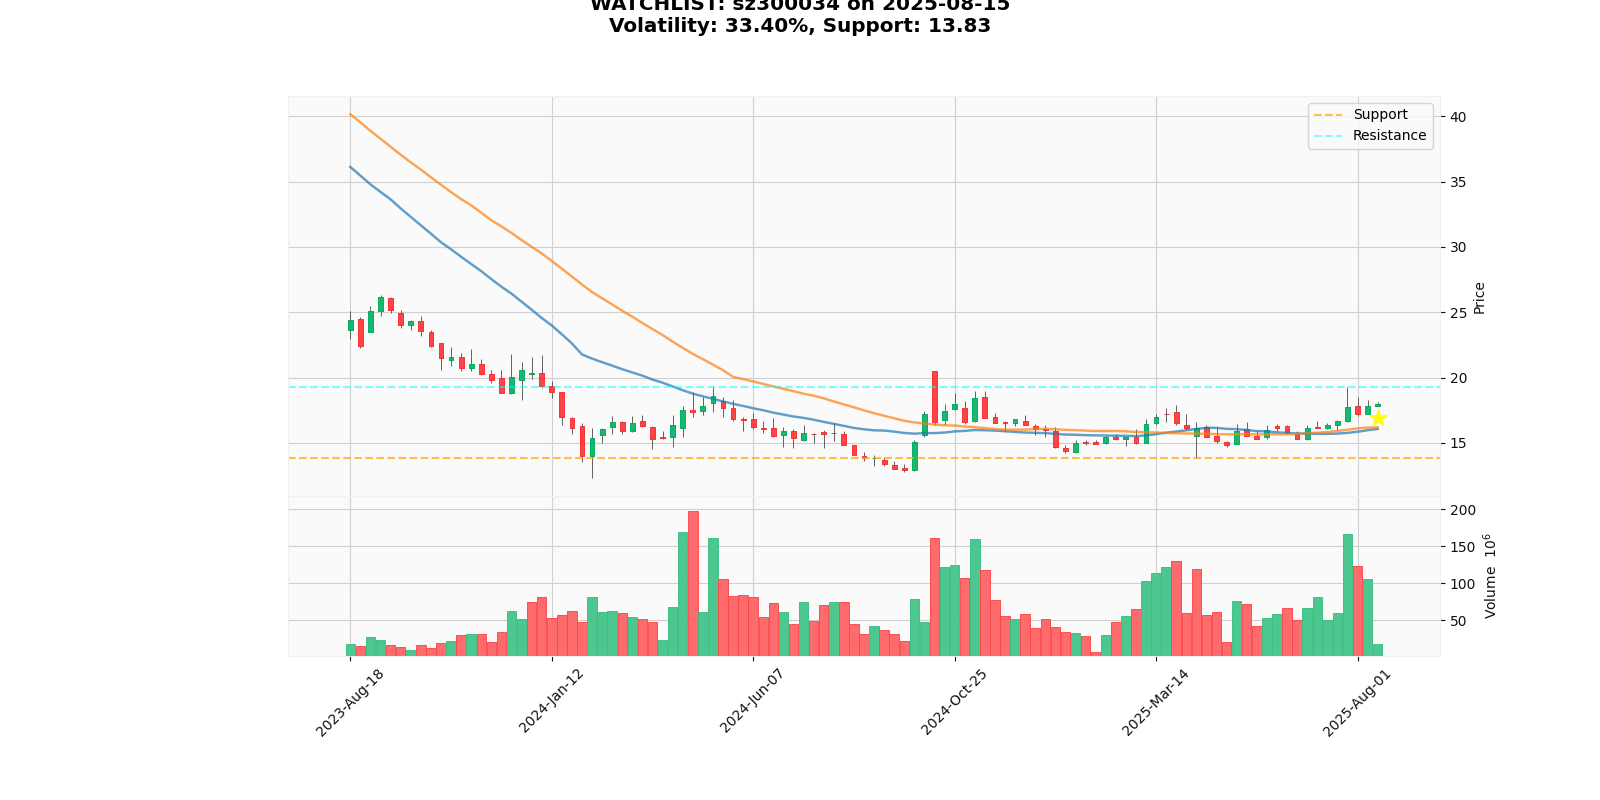 WATCHLIST: sz300034 on 2025-08-15
Volatility: 33.40%, Support: 13.83
Support
Resistance
40
35
30
25
20
15
Price
200
150
100
50
Volume 10^6
2023-Aug-18
2024-Jan-12
2024-Jun-07
2024-Oct-25
2025-Mar-14
2025-Aug-01